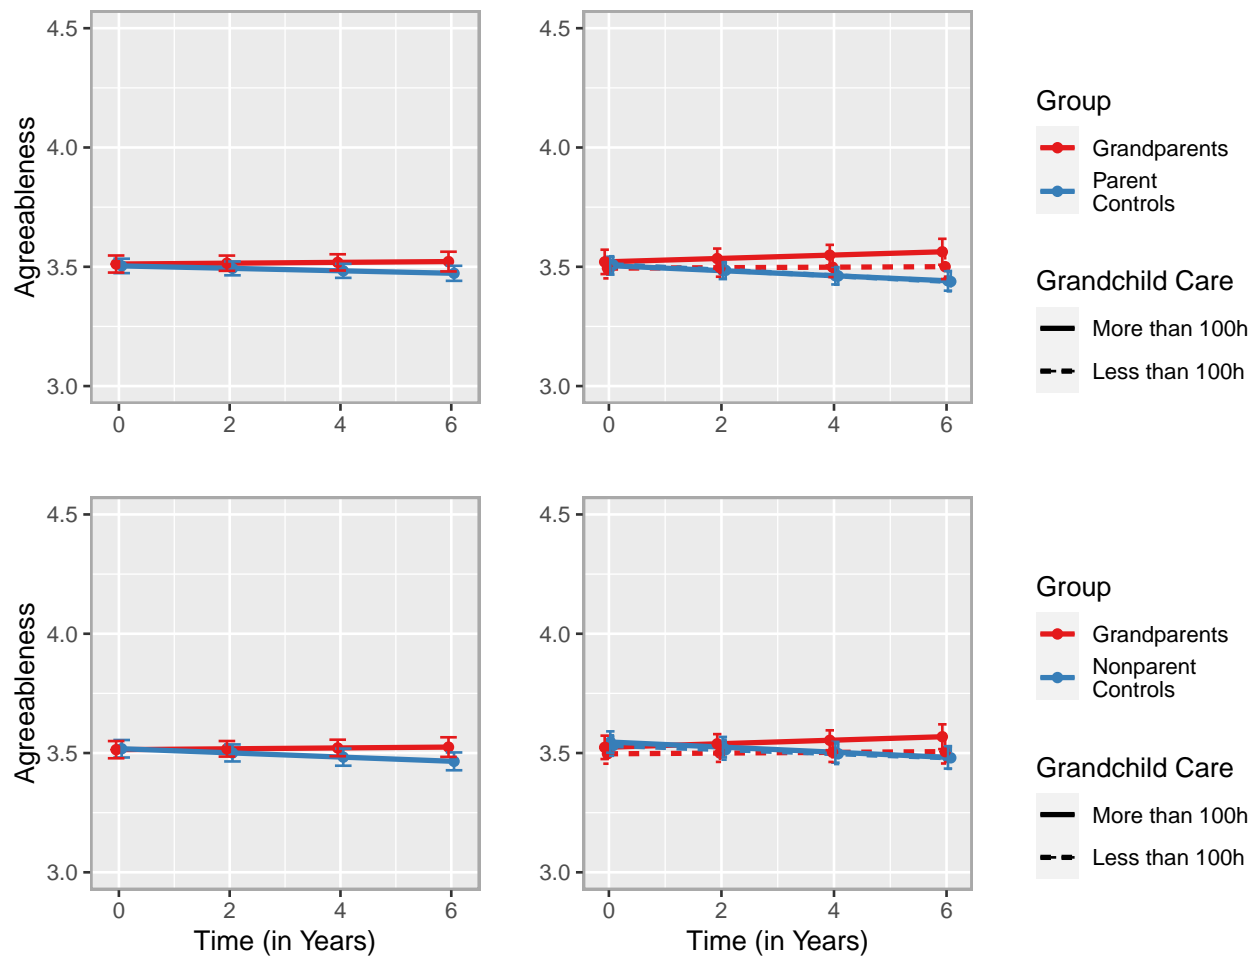 Agreeableness
4.5
4.0
3.5
3.0
0 2 4 6
4.5
4.0
3.5
3.0
0 2 4 6
Group
Grandparents
Parent
Controls
Grandchild Care
More than 100h
Less than 100h
Agreeableness
4.5
4.0
3.5
3.0
0 2 4 6
Time (in Years)
4.5
4.0
3.5
3.0
0 2 4 6
Time (in Years)
Group
Grandparents
Nonparent
Controls
Grandchild Care
More than 100h
Less than 100h